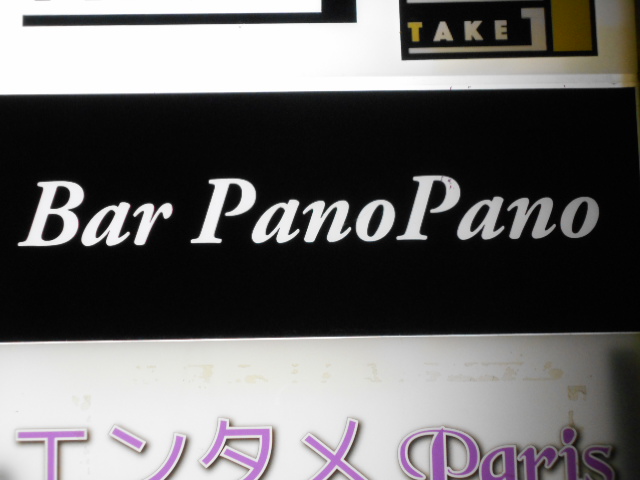 TAKE 1
Bar PanoPano
エンタメ Paris